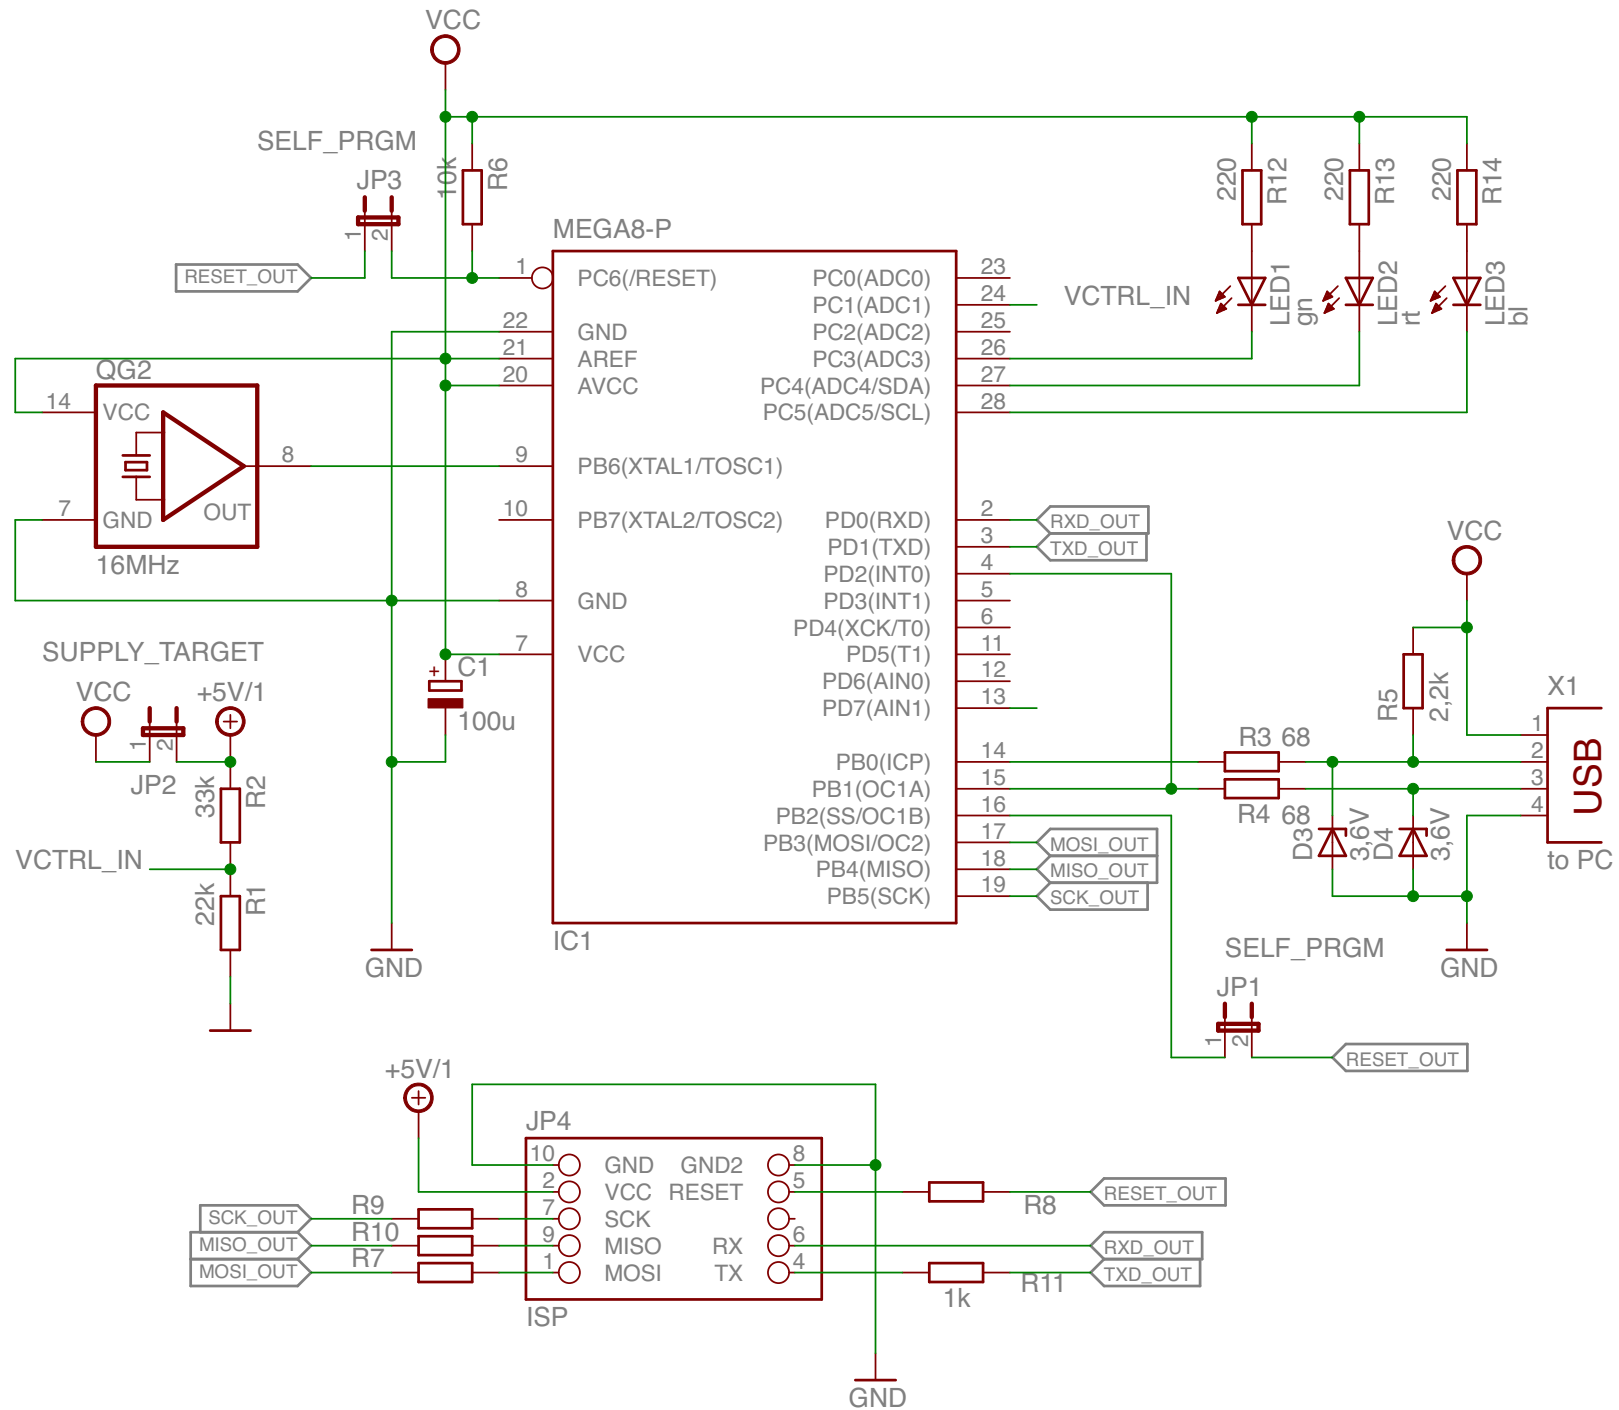 VCC
SELF_PRGM
JP3
1
2
10k
R6
RESET_OUT
MEGA8-P
1
PC6(/RESET)
22
GND
21
AREF
20
AVCC
9
PB6(XTAL1/TOSC1)
10
PB7(XTAL2/TOSC2)
8
GND
7
VCC
PC0(ADC0)
23
PC1(ADC1)
24
VCTRL_IN
PC2(ADC2)
25
PC3(ADC3)
26
PC4(ADC4/SDA)
27
PC5(ADC5/SCL)
28
PD0(RXD)
2
RXD_OUT
PD1(TXD)
3
TXD_OUT
PD2(INT0)
4
PD3(INT1)
5
PD4(XCK/T0)
6
PD5(T1)
11
PD6(AIN0)
12
PD7(AIN1)
13
PB0(ICP)
14
PB1(OC1A)
15
PB2(SS/OC1B)
16
PB3(MOSI/OC2)
17
MOSI_OUT
PB4(MISO)
18
MISO_OUT
PB5(SCK)
19
SCK_OUT
IC1
220
R12
220
R13
220
R14
LED1
gn
LED2
rt
LED3
bl
QG2
14
VCC
8
OUT
7
GND
16MHz
C1
+
100u
GND
SUPPLY_TARGET
VCC
+5V/1
1
2
JP2
33k
R2
VCTRL_IN
22k
R1
VCC
R5
2,2k
X1
1
2
3
4
USB
to PC
R3 68
R4 68
D3
3,6V
D4
3,6V
GND
SELF_PRGM
JP1
1
2
RESET_OUT
+5V/1
JP4
10
GND
GND2
8
2
VCC
RESET
5
R8
RESET_OUT
SCK_OUT
R9
7
SCK
MISO_OUT
R10
9
MISO
RX
6
RXD_OUT
MOSI_OUT
R7
1
MOSI
TX
4
R11
TXD_OUT
1k
ISP
GND